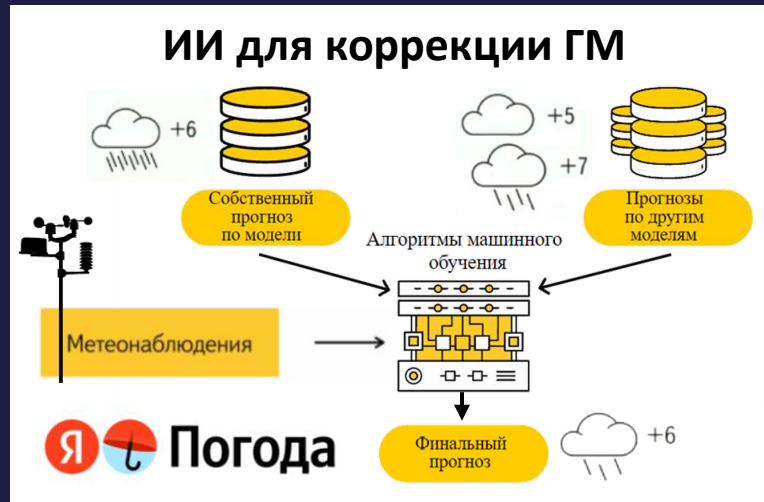 ИИ для коррекции ГМ
+6
+5
+7
Собственный
прогноз
по модели
Прогнозы
по другим
моделям
Алгоритмы машинного
обучения
Метеонаблюдения
Я Погода
Финальный
прогноз
+6